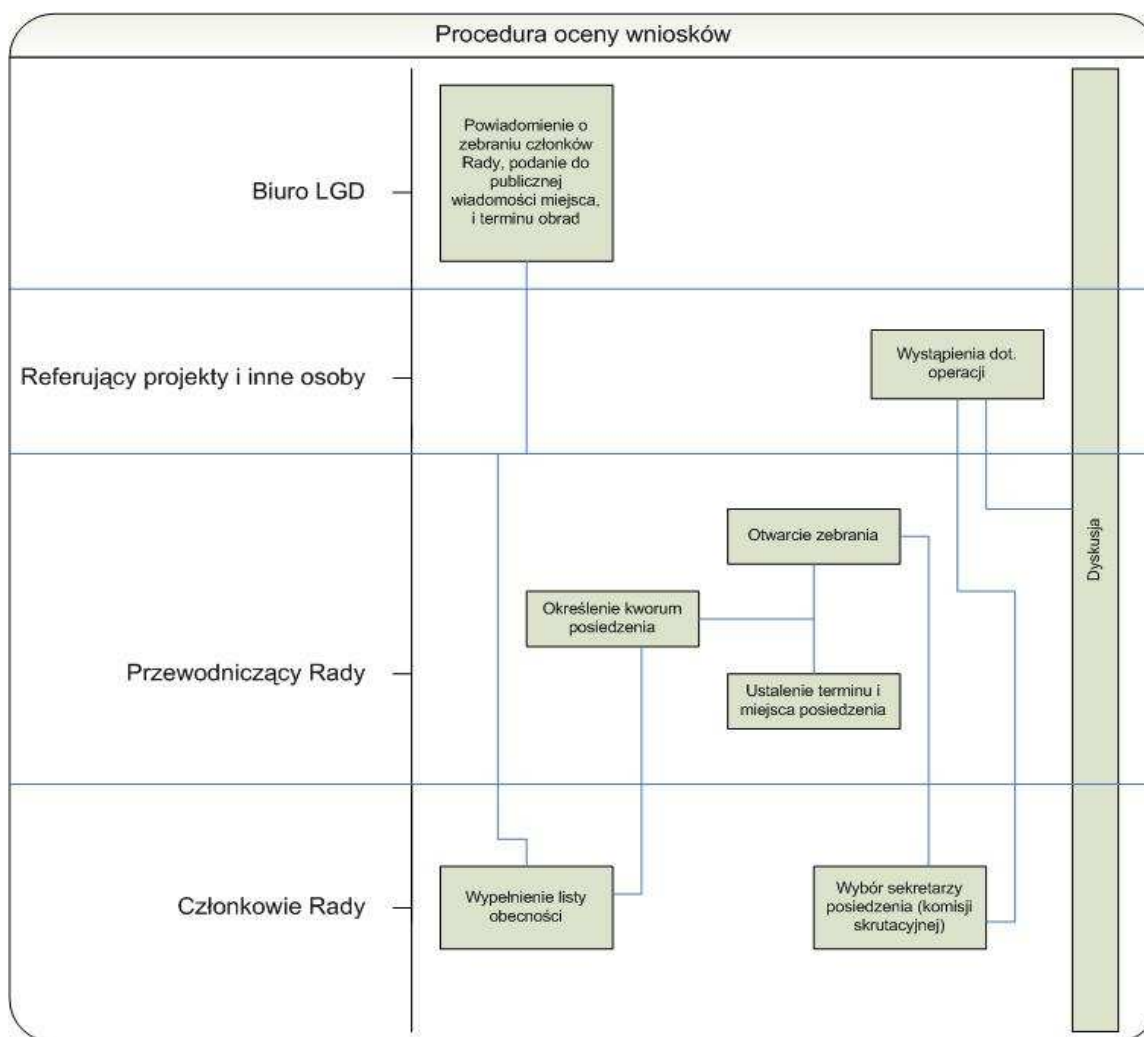 Procedura oceny wniosków
Biuro LGD
Powiadomienie o
zebraniu członków
Rady, podanie do
publicznej
wiadomości miejsca,
i terminu obrad
Referujący projekty i inne osoby
Wystąpienia dot.
operacji
Przewodniczący Rady
Otwarcie zebrania
Określenie kworum
posiedzenia
Ustalenie terminu i
miejsca posiedzenia
Dyskusja
Członkowie Rady
Wypełnienie listy
obecności
Wybór sekretarzy
posiedzenia (komisji
skrutacyjnej)